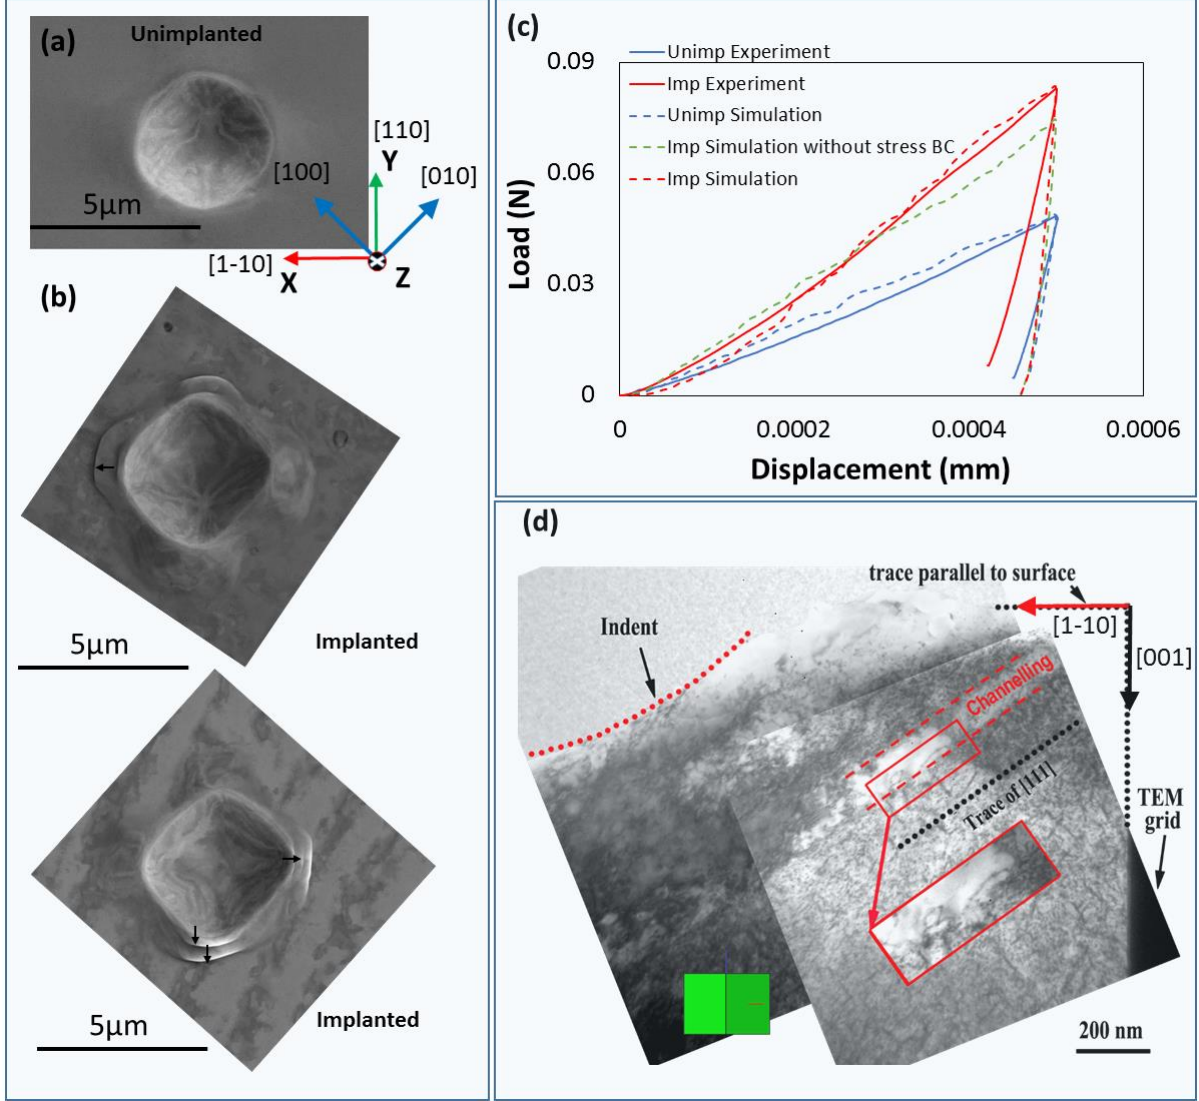 (a)
Unimplanted
5µm
[110]
Y
[100]
[010]
[1-10]
X
Z
(b)
5µm
Implanted
5µm
Implanted
(c)
Unimp Experiment
Imp Experiment
Unimp Simulation
Imp Simulation without stress BC
Imp Simulation
0.09
0.06
0.03
0
Load (N)
0
0.0002
0.0004
0.0006
Displacement (mm)
(d)
trace parallel to surface
Indent
[1-10]
[001]
Channelling
Trace of [111]
TEM
grid
200 nm